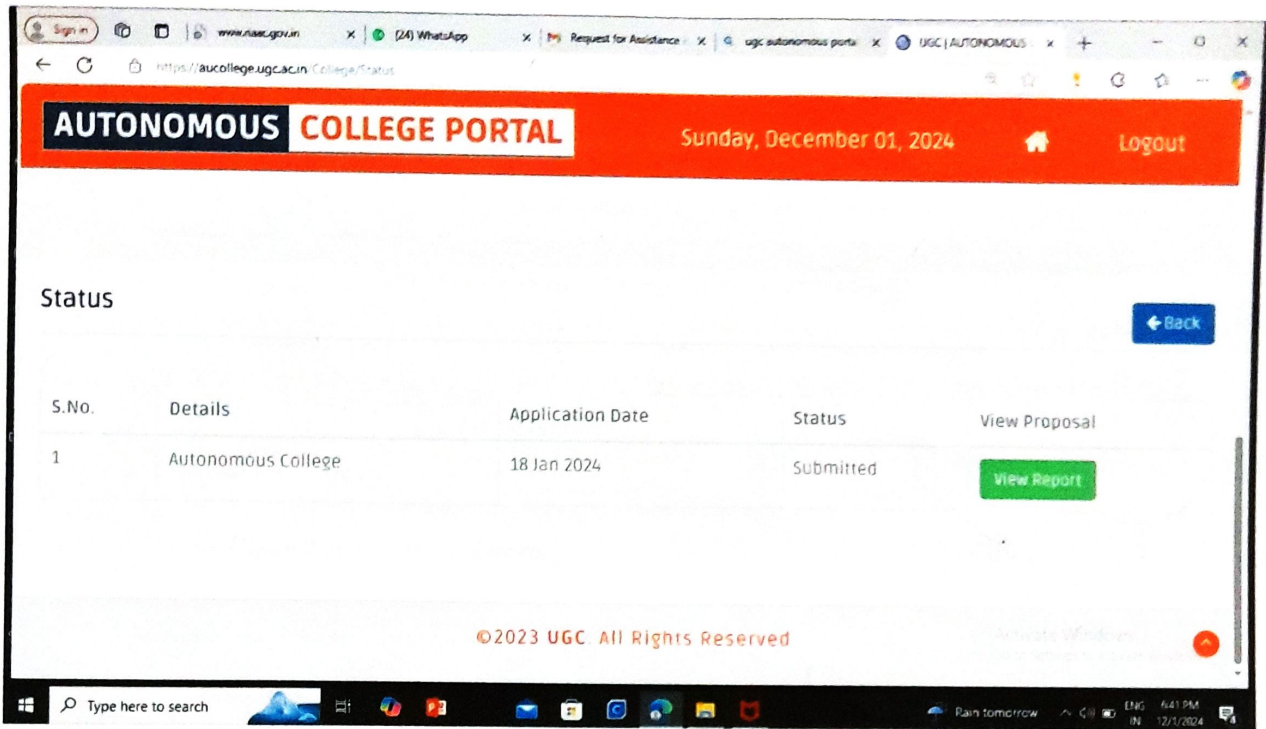 Sign in
www.naac.gov.in
(24) WhatsApp
Request for Assistance
ugc autonomous porta
UGC | AUTONOMOUS
https://aucollege.ugc.ac.in/College/Status
AUTONOMOUS COLLEGE PORTAL
Sunday, December 01, 2024
Logout
Status
Back
S.No. Details Application Date Status View Proposal
1 Autonomous College 18 Jan 2024 Submitted View Report
©2023 UGC. All Rights Reserved
Activate Windows
Type here to search
Rain tomorrow
ENG
IN
6:41 PM
12/1/2024